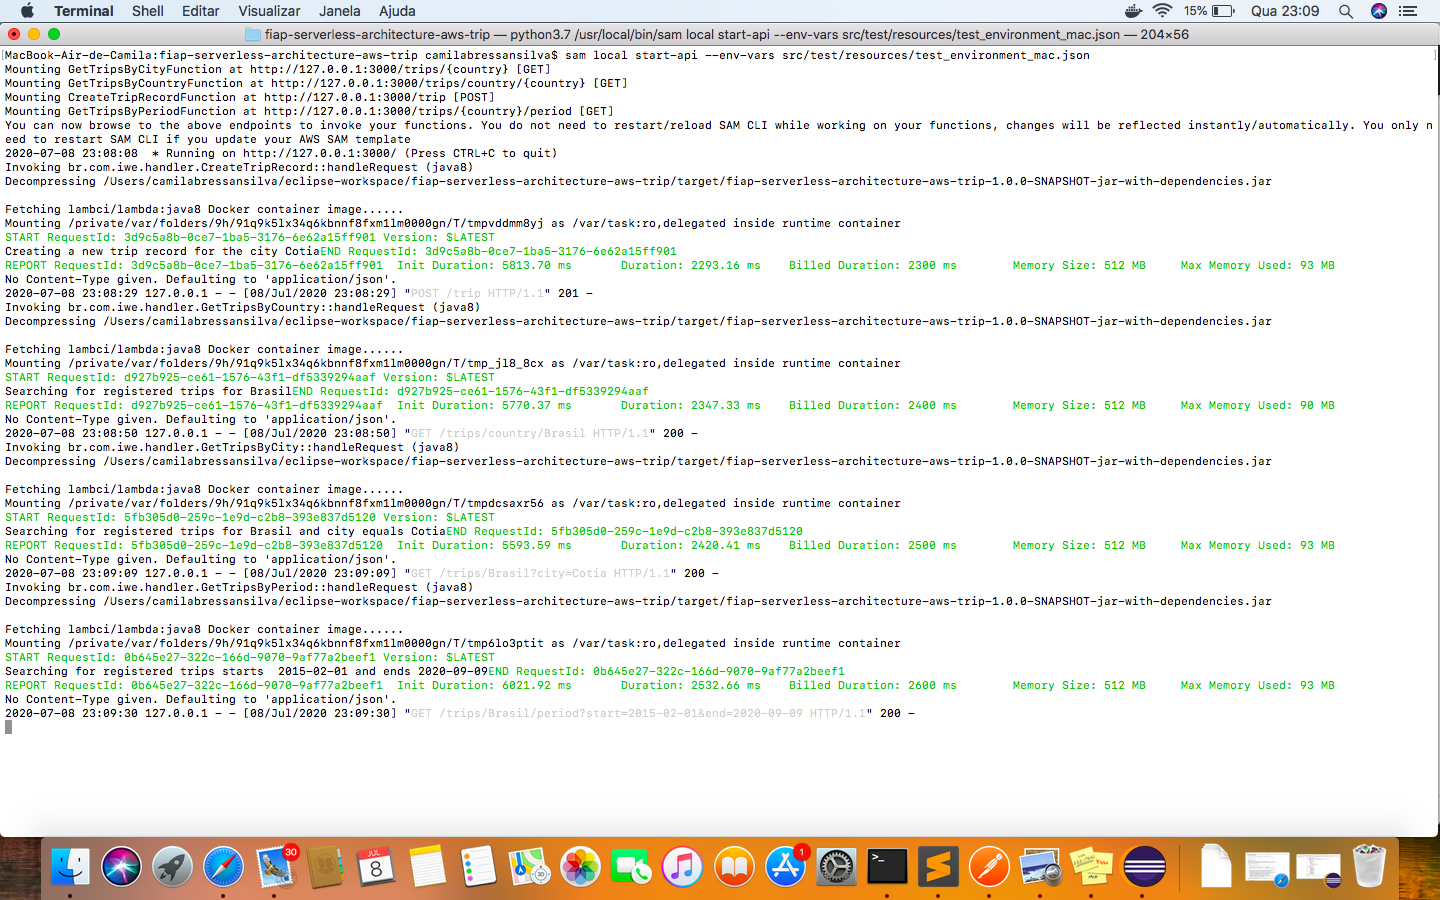 Terminal Shell Editar Visualizar Janela Ajuda 15% Qua 23:09
fiap-serverless-architecture-aws-trip — python3.7 /usr/local/bin/sam local start-api --env-vars src/test/resources/test_environment_mac.json — 204×56
[MacBook-Air-de-Camila:fiap-serverless-architecture-aws-trip camilabressansilva$ sam local start-api --env-vars src/test/resources/test_environment_mac.json ]
Mounting GetTripsByCityFunction at http://127.0.0.1:3000/trips/{country} [GET]
Mounting GetTripsByCountryFunction at http://127.0.0.1:3000/trips/country/{country} [GET]
Mounting CreateTripRecordFunction at http://127.0.0.1:3000/trip [POST]
Mounting GetTripsByPeriodFunction at http://127.0.0.1:3000/trips/{country}/period [GET]
You can now browse to the above endpoints to invoke your functions. You do not need to restart/reload SAM CLI while working on your functions, changes will be reflected instantly/automatically. You only n
eed to restart SAM CLI if you update your AWS SAM template
2020-07-08 23:08:08  * Running on http://127.0.0.1:3000/ (Press CTRL+C to quit)
Invoking br.com.iwe.handler.CreateTripRecord::handleRequest (java8)
Decompressing /Users/camilabressansilva/eclipse-workspace/fiap-serverless-architecture-aws-trip/target/fiap-serverless-architecture-aws-trip-1.0.0-SNAPSHOT-jar-with-dependencies.jar
Fetching lambci/lambda:java8 Docker container image......
Mounting /private/var/folders/9h/91q9k5lx34q6kbnnf8fxm1lm0000gn/T/tmpvddmm8yj as /var/task:ro,delegated inside runtime container
START RequestId: 3d9c5a8b-0ce7-1ba5-3176-6e62a15ff901 Version: $LATEST
Creating a new trip record for the city CotiaEND RequestId: 3d9c5a8b-0ce7-1ba5-3176-6e62a15ff901
REPORT RequestId: 3d9c5a8b-0ce7-1ba5-3176-6e62a15ff901 Init Duration: 5813.70 ms Duration: 2293.16 ms Billed Duration: 2300 ms Memory Size: 512 MB Max Memory Used: 93 MB
No Content-Type given. Defaulting to 'application/json'.
2020-07-08 23:08:29 127.0.0.1 - - [08/Jul/2020 23:08:29] "POST /trip HTTP/1.1" 201 -
Invoking br.com.iwe.handler.GetTripsByCountry::handleRequest (java8)
Decompressing /Users/camilabressansilva/eclipse-workspace/fiap-serverless-architecture-aws-trip/target/fiap-serverless-architecture-aws-trip-1.0.0-SNAPSHOT-jar-with-dependencies.jar
Fetching lambci/lambda:java8 Docker container image......
Mounting /private/var/folders/9h/91q9k5lx34q6kbnnf8fxm1lm0000gn/T/tmp_jl8_8cx as /var/task:ro,delegated inside runtime container
START RequestId: d927b925-ce61-1576-43f1-df5339294aaf Version: $LATEST
Searching for registered trips for BrasilEND RequestId: d927b925-ce61-1576-43f1-df5339294aaf
REPORT RequestId: d927b925-ce61-1576-43f1-df5339294aaf Init Duration: 5770.37 ms Duration: 2347.33 ms Billed Duration: 2400 ms Memory Size: 512 MB Max Memory Used: 90 MB
No Content-Type given. Defaulting to 'application/json'.
2020-07-08 23:08:50 127.0.0.1 - - [08/Jul/2020 23:08:50] "GET /trips/country/Brasil HTTP/1.1" 200 -
Invoking br.com.iwe.handler.GetTripsByCity::handleRequest (java8)
Decompressing /Users/camilabressansilva/eclipse-workspace/fiap-serverless-architecture-aws-trip/target/fiap-serverless-architecture-aws-trip-1.0.0-SNAPSHOT-jar-with-dependencies.jar
Fetching lambci/lambda:java8 Docker container image......
Mounting /private/var/folders/9h/91q9k5lx34q6kbnnf8fxm1lm0000gn/T/tmpdcsaxr56 as /var/task:ro,delegated inside runtime container
START RequestId: 5fb305d0-259c-1e9d-c2b8-393e837d5120 Version: $LATEST
Searching for registered trips for Brasil and city equals CotiaEND RequestId: 5fb305d0-259c-1e9d-c2b8-393e837d5120
REPORT RequestId: 5fb305d0-259c-1e9d-c2b8-393e837d5120 Init Duration: 5593.59 ms Duration: 2420.41 ms Billed Duration: 2500 ms Memory Size: 512 MB Max Memory Used: 93 MB
No Content-Type given. Defaulting to 'application/json'.
2020-07-08 23:09:09 127.0.0.1 - - [08/Jul/2020 23:09:09] "GET /trips/Brasil?city=Cotia HTTP/1.1" 200 -
Invoking br.com.iwe.handler.GetTripsByPeriod::handleRequest (java8)
Decompressing /Users/camilabressansilva/eclipse-workspace/fiap-serverless-architecture-aws-trip/target/fiap-serverless-architecture-aws-trip-1.0.0-SNAPSHOT-jar-with-dependencies.jar
Fetching lambci/lambda:java8 Docker container image......
Mounting /private/var/folders/9h/91q9k5lx34q6kbnnf8fxm1lm0000gn/T/tmp6lo3ptit as /var/task:ro,delegated inside runtime container
START RequestId: 0b645e27-322c-166d-9070-9af77a2beef1 Version: $LATEST
Searching for registered trips starts  2015-02-01 and ends 2020-09-09END RequestId: 0b645e27-322c-166d-9070-9af77a2beef1
REPORT RequestId: 0b645e27-322c-166d-9070-9af77a2beef1 Init Duration: 6021.92 ms Duration: 2532.66 ms Billed Duration: 2600 ms Memory Size: 512 MB Max Memory Used: 93 MB
No Content-Type given. Defaulting to 'application/json'.
2020-07-08 23:09:30 127.0.0.1 - - [08/Jul/2020 23:09:30] "GET /trips/Brasil/period?start=2015-02-01&end=2020-09-09 HTTP/1.1" 200 -
30 1
JUL
8